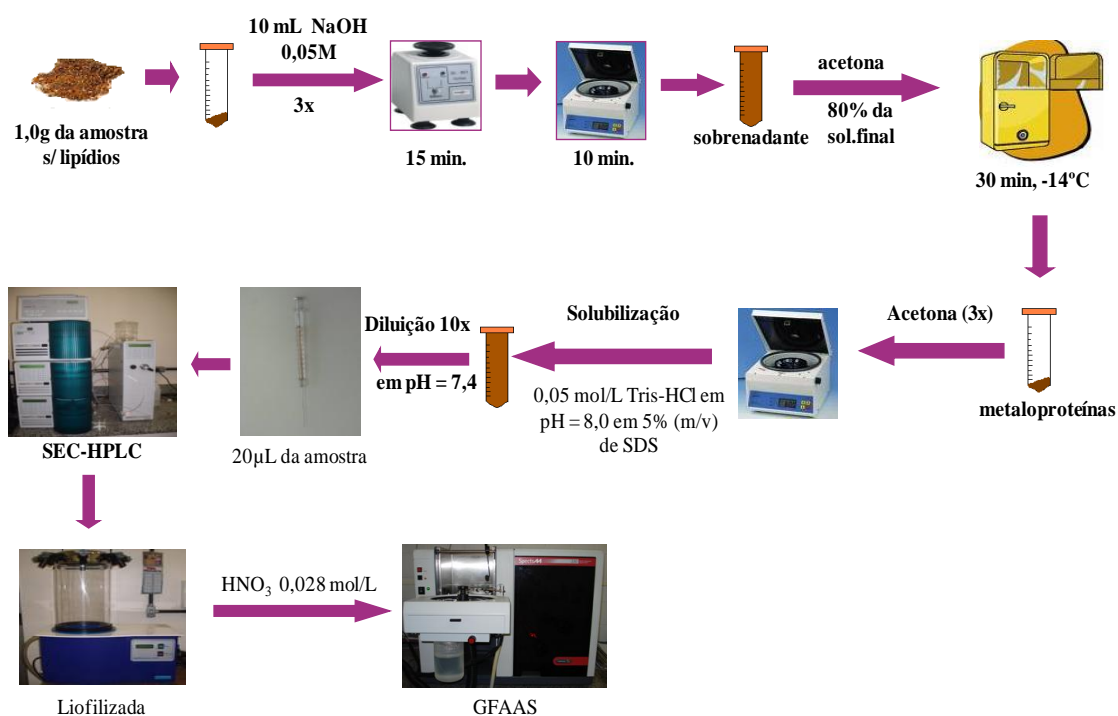 1,0g da amostra
s/ lipídios
10 mL NaOH
0,05M
3x
15 min.
10 min.
sobrenadante
acetona
80% da
sol.final
30 min, -14ºC
metaloproteínas
Acetona (3x)
Solubilização
0,05 mol/L Tris-HCl em
pH = 8,0 em 5% (m/v)
de SDS
Diluição 10x
em pH = 7,4
20µL da amostra
SEC-HPLC
Liofilizada
HNO₃ 0,028 mol/L
GFAAS